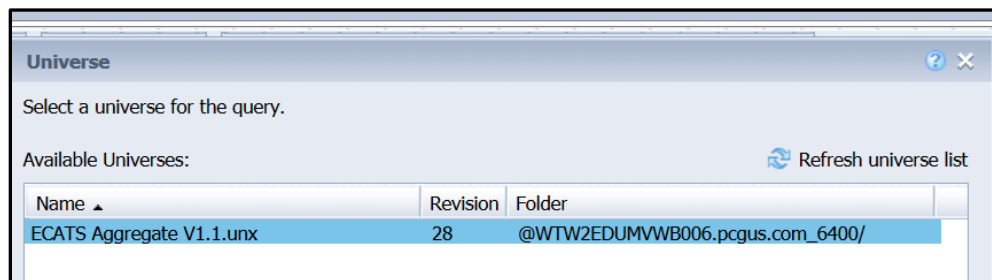 Universe
Select a universe for the query.
Available Universes: Refresh universe list
Name Revision Folder
ECATS Aggregate V1.1.unx 28 @WTW2EDUMVWB006.pcgus.com_6400/